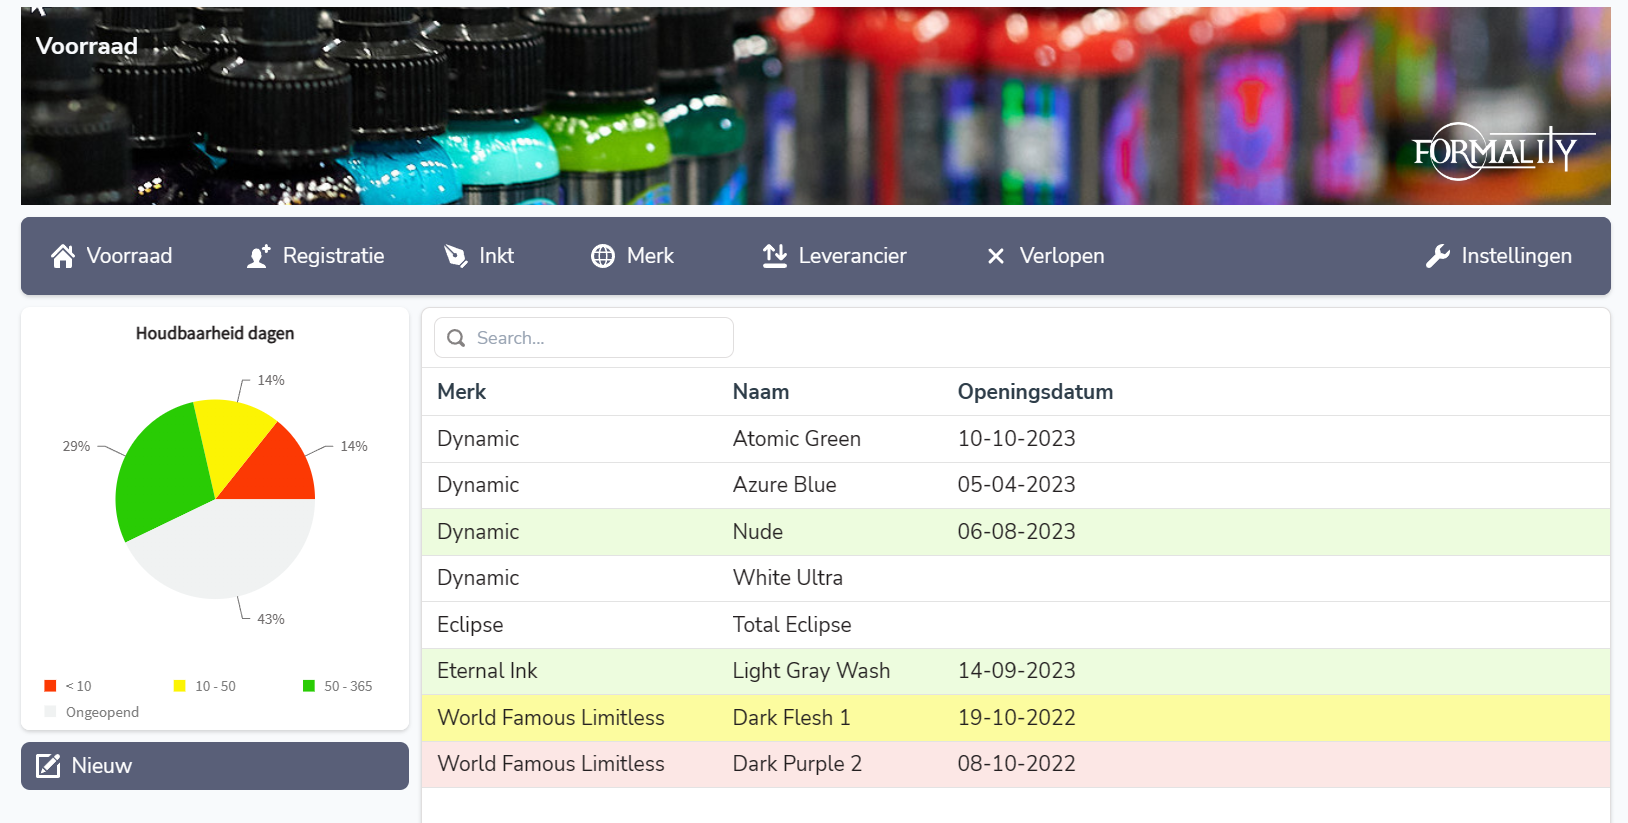 Voorraad
FORMALITY
Voorraad Registratie Inkt Merk Leverancier Verlopen Instellingen
Houdbaarheid dagen
14%
29%
14%
43%
< 10 10 - 50 50 - 365
Ongeopend
Nieuw
Search...
Merk Naam Openingsdatum
Dynamic Atomic Green 10-10-2023
Dynamic Azure Blue 05-04-2023
Dynamic Nude 06-08-2023
Dynamic White Ultra
Eclipse Total Eclipse
Eternal Ink Light Gray Wash 14-09-2023
World Famous Limitless Dark Flesh 1 19-10-2022
World Famous Limitless Dark Purple 2 08-10-2022